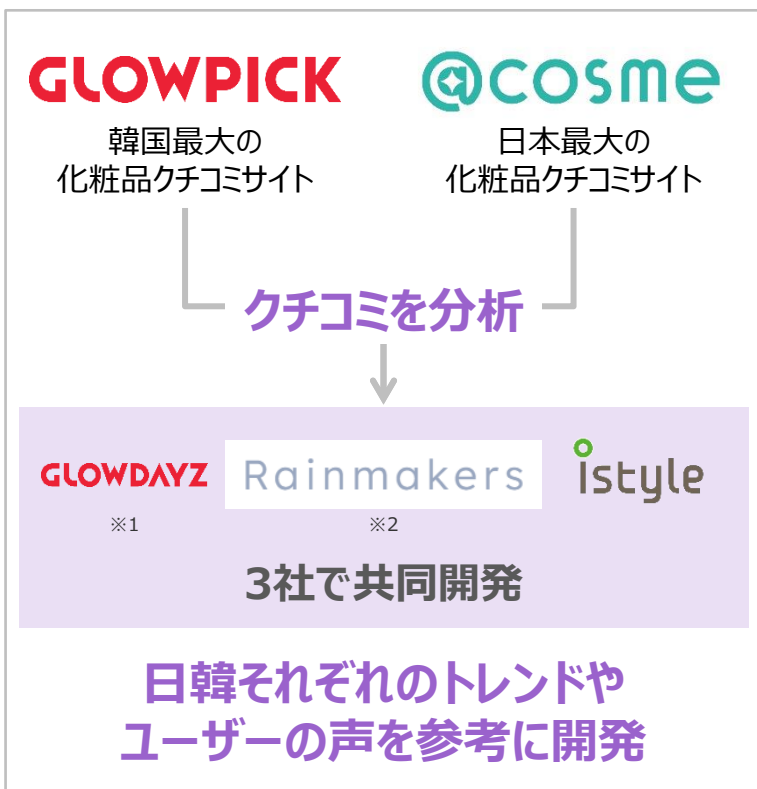 GLOWPICK
韓国最大の
化粧品クチコミサイト
@cosme
日本最大の
化粧品クチコミサイト
クチコミを分析
GLOWDAYZ
※1
Rainmakers
※2
istyle
3社で共同開発
日韓それぞれのトレンドや
ユーザーの声を参考に開発